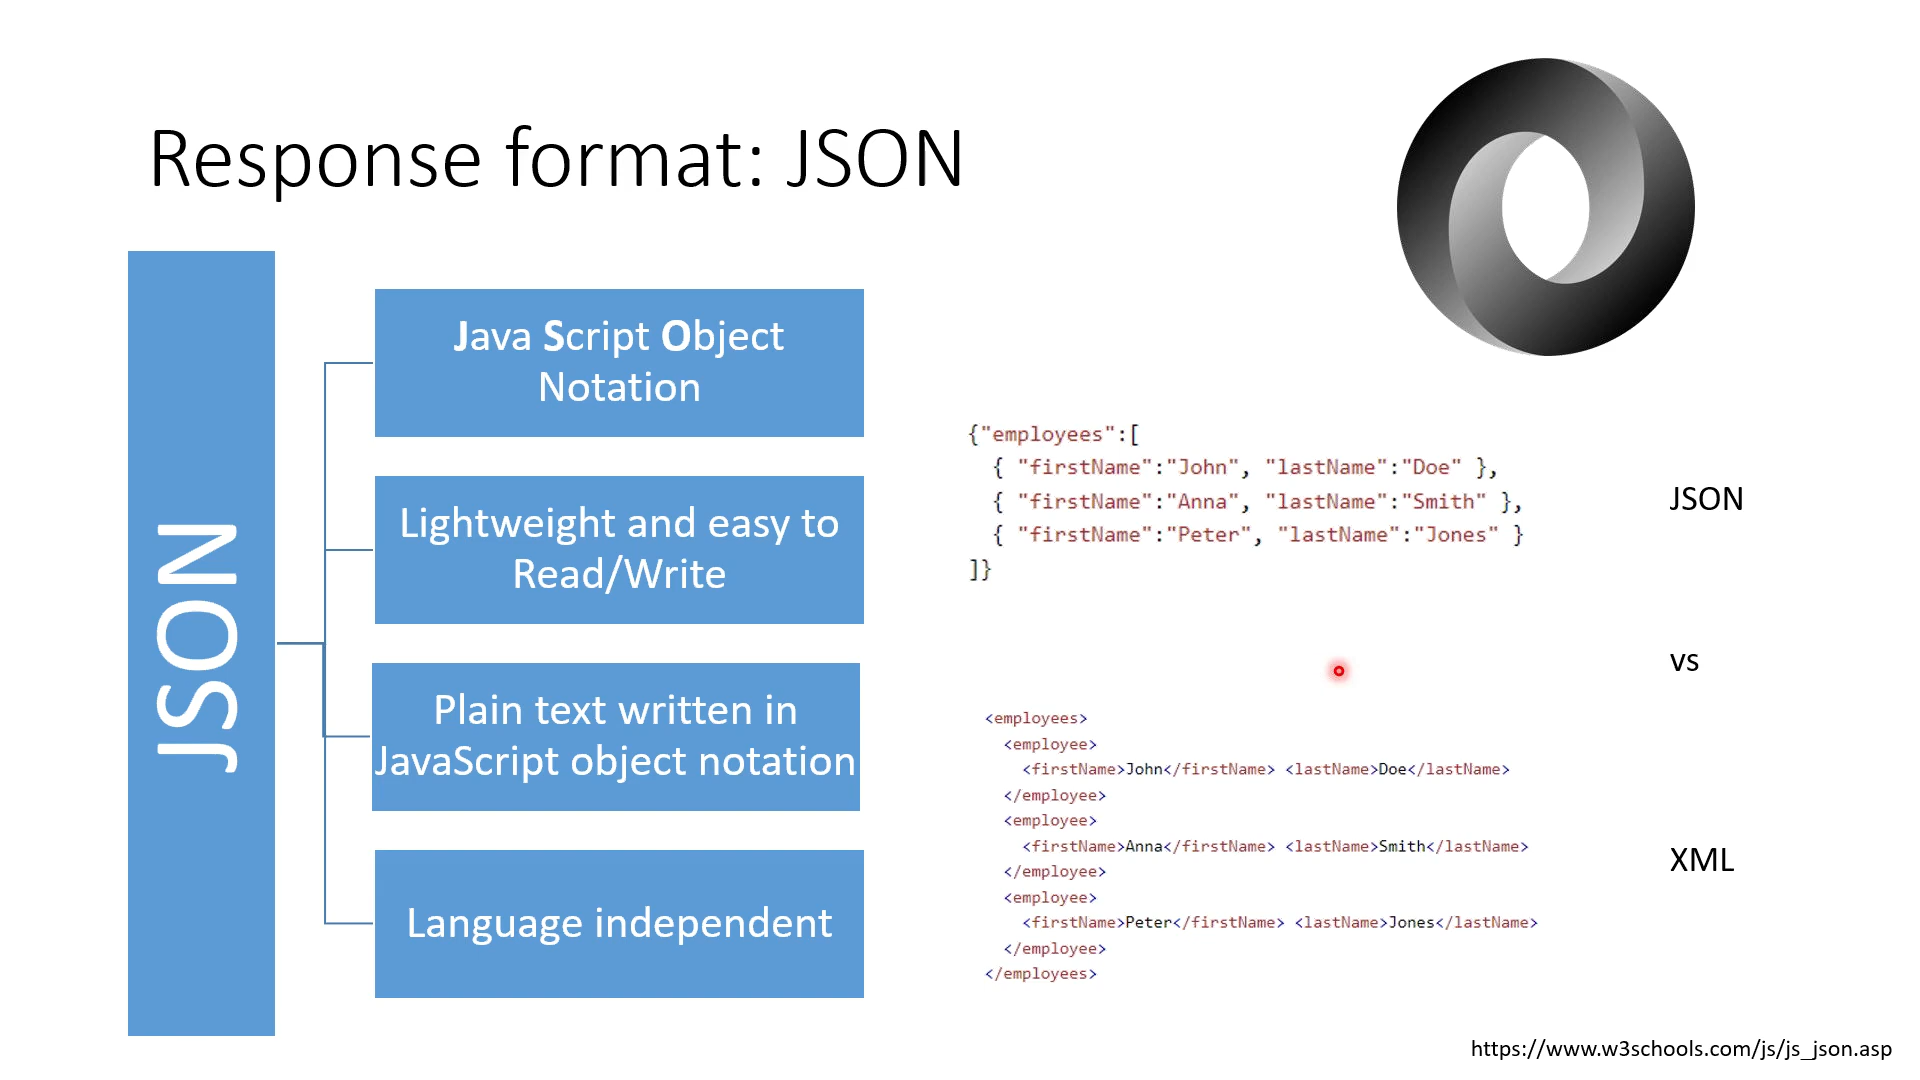 Response format: JSON
JSON
Java Script Object
Notation
Lightweight and easy to
Read/Write
Plain text written in
JavaScript object notation
Language independent
{"employees":[
  { "firstName":"John", "lastName":"Doe" },
  { "firstName":"Anna", "lastName":"Smith" },
  { "firstName":"Peter", "lastName":"Jones" }
]}
JSON
vs
<employees>
  <employee>
    <firstName>John</firstName> <lastName>Doe</lastName>
  </employee>
  <employee>
    <firstName>Anna</firstName> <lastName>Smith</lastName>
  </employee>
  <employee>
    <firstName>Peter</firstName> <lastName>Jones</lastName>
  </employee>
</employees>
XML
https://www.w3schools.com/js/js_json.asp